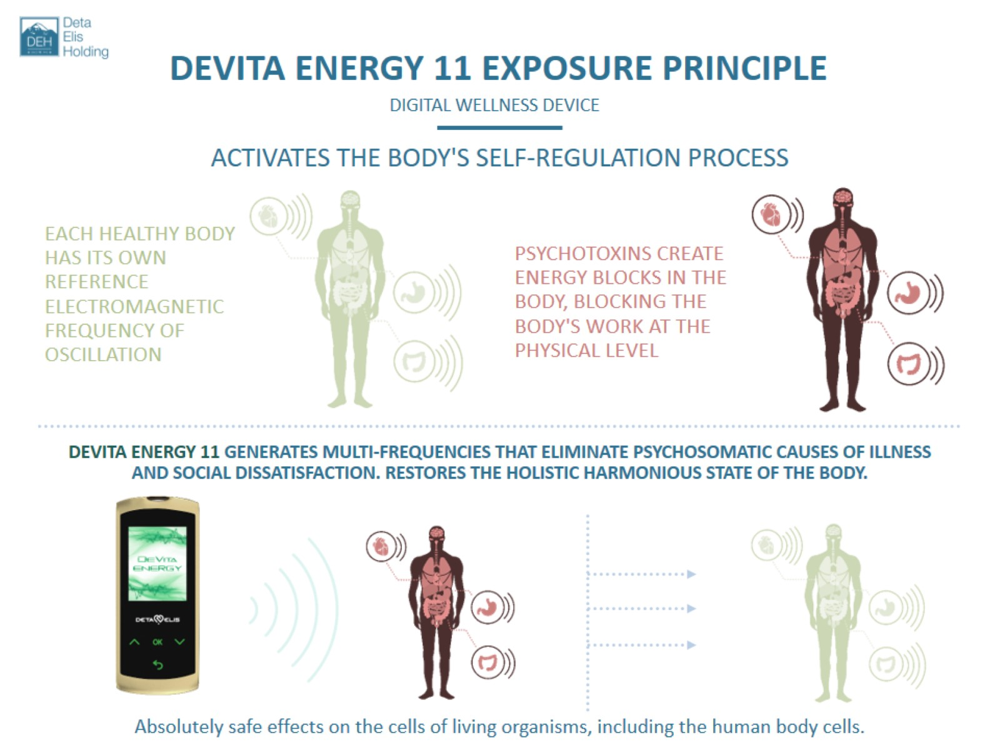 Deta
Elis
Holding
DEH
DEVITA ENERGY 11 EXPOSURE PRINCIPLE
DIGITAL WELLNESS DEVICE
ACTIVATES THE BODY'S SELF-REGULATION PROCESS
EACH HEALTHY BODY
HAS ITS OWN
REFERENCE
ELECTROMAGNETIC
FREQUENCY OF
OSCILLATION
PSYCHOTOXINS CREATE
ENERGY BLOCKS IN THE
BODY, BLOCKING THE
BODY'S WORK AT THE
PHYSICAL LEVEL
DEVITA ENERGY 11 GENERATES MULTI-FREQUENCIES THAT ELIMINATE PSYCHOSOMATIC CAUSES OF ILLNESS
AND SOCIAL DISSATISFACTION. RESTORES THE HOLISTIC HARMONIOUS STATE OF THE BODY.
DEVITA
ENERGY
DETA ELIS
OK
Absolutely safe effects on the cells of living organisms, including the human body cells.